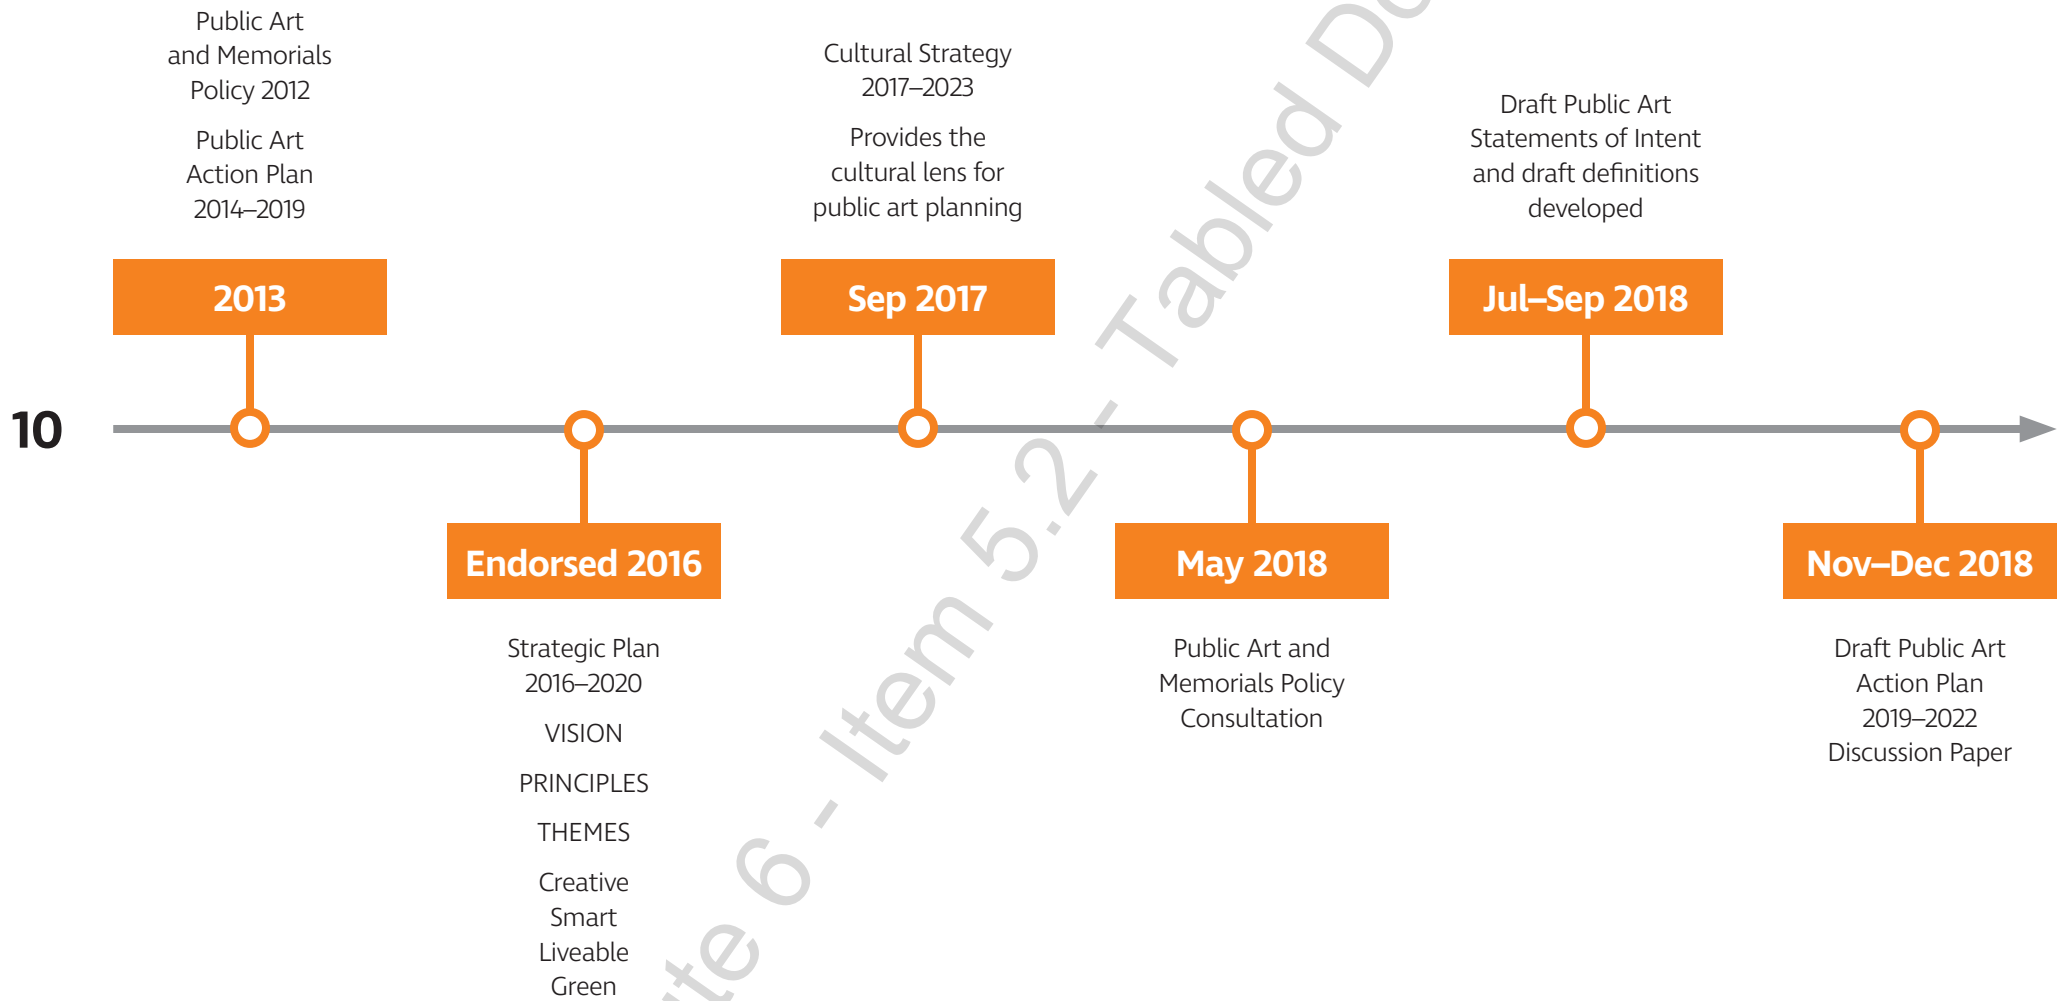 Public Art
and Memorials
Policy 2012
Public Art
Action Plan
2014–2019
2013
Cultural Strategy
2017–2023
Provides the
cultural lens for
public art planning
Sep 2017
Draft Public Art
Statements of Intent
and draft definitions
developed
Jul–Sep 2018
10
Endorsed 2016
Strategic Plan
2016–2020
VISION
PRINCIPLES
THEMES
Creative
Smart
Liveable
Green
May 2018
Public Art and
Memorials Policy
Consultation
Nov–Dec 2018
Draft Public Art
Action Plan
2019–2022
Discussion Paper
6 - Item 5.2 - Tabled